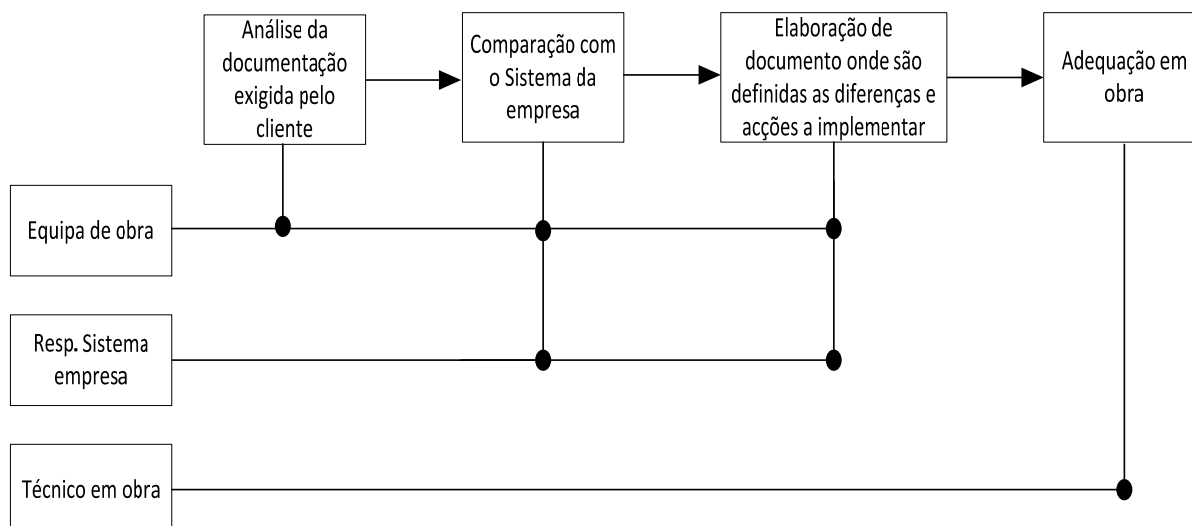 Análise da
documentação
exigida pelo
cliente
Comparação com
o Sistema da
empresa
Elaboração de
documento onde são
definidas as diferenças e
acções a implementar
Adequação em
obra
Equipa de obra
Resp. Sistema
empresa
Técnico em obra